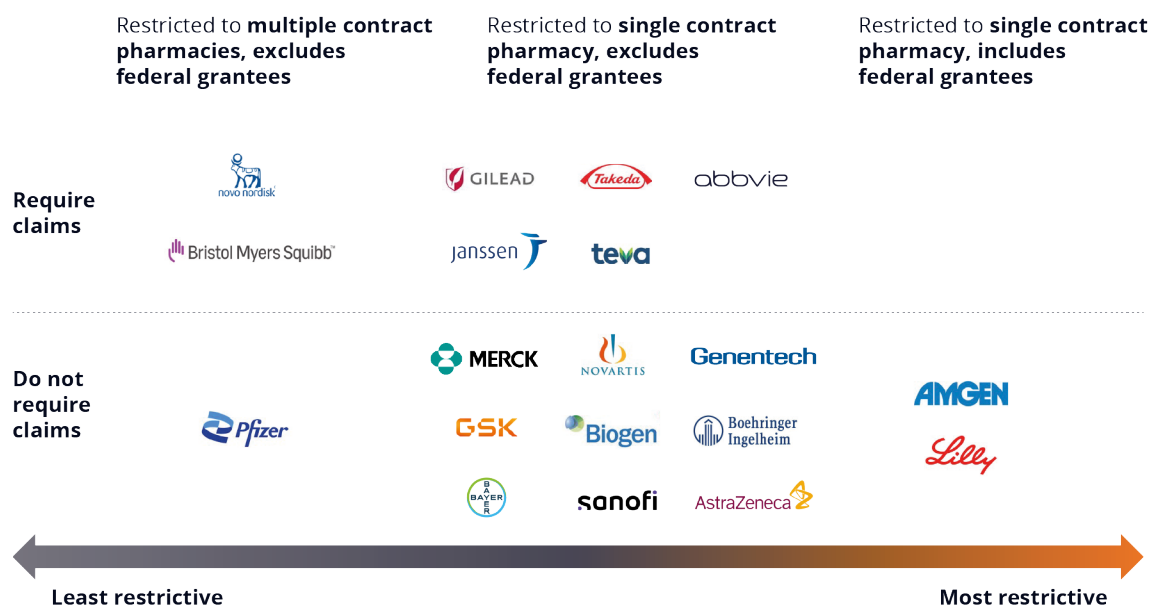 Restricted to multiple contract
pharmacies, excludes
federal grantees
Restricted to single contract
pharmacy, excludes
federal grantees
Restricted to single contract
pharmacy, includes
federal grantees
Require
claims
novo nordisk®
GILEAD
Takeda
abbvie
Bristol Myers Squibb™
Janssen
teva
Do not
require
claims
MERCK
NOVARTIS
Genentech
AMGEN
Pfizer
GSK
Biogen
Boehringer
Ingelheim
Lilly
BAYER
BAYER
sanofi
AstraZeneca
Least restrictive
Most restrictive